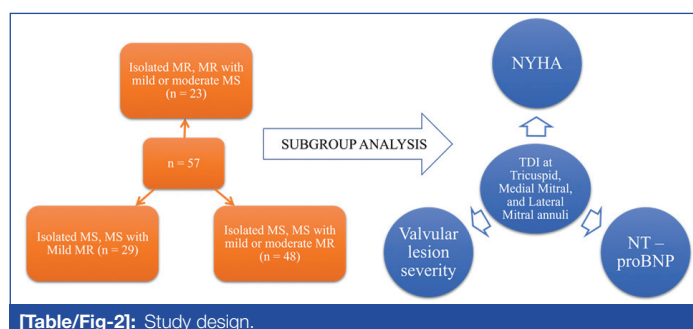 Isolated MR, MR with
mild or moderate MS
(n = 23)
n = 57
Isolated MS, MS with
Mild MR (n = 29)
Isolated MS, MS with
mild or moderate MR
(n = 48)
SUBGROUP ANALYSIS
NYHA
TDI at
Tricuspid,
Medial Mitral,
and Lateral
Mitral annuli
Valvular
lesion
severity
NT –
proBNP
[Table/Fig-2]: Study design.